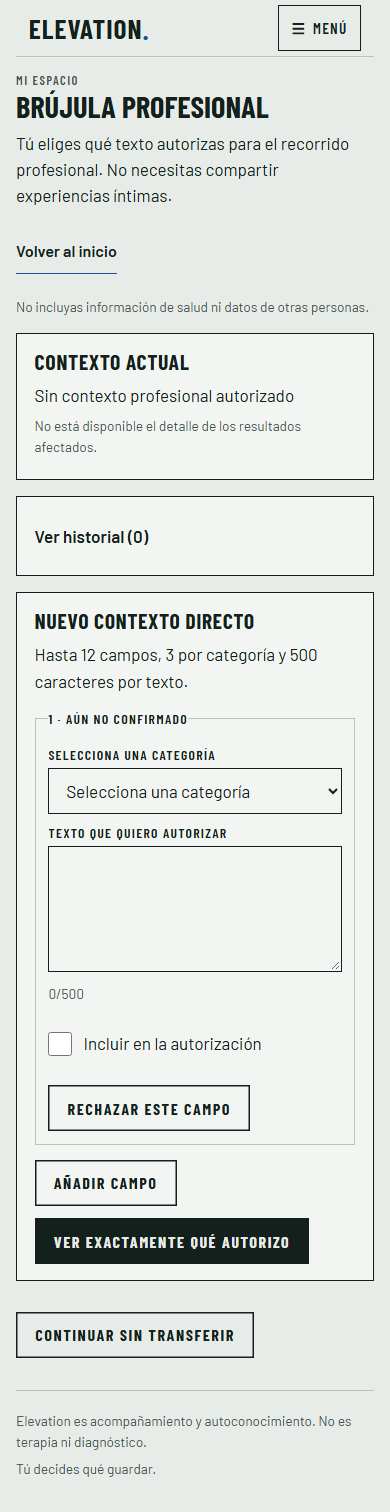 ELEVATION.
☰ MENÚ
MI ESPACIO
BRÚJULA PROFESIONAL
Tú eliges qué texto autorizas para el recorrido
profesional. No necesitas compartir
experiencias íntimas.
Volver al inicio
No incluyas información de salud ni datos de otras personas.
CONTEXTO ACTUAL
Sin contexto profesional autorizado
No está disponible el detalle de los resultados
afectados.
Ver historial (0)
NUEVO CONTEXTO DIRECTO
Hasta 12 campos, 3 por categoría y 500
caracteres por texto.
1 · AÚN NO CONFIRMADO
SELECCIONA UNA CATEGORÍA
Selecciona una categoría
TEXTO QUE QUIERO AUTORIZAR
0/500
Incluir en la autorización
RECHAZAR ESTE CAMPO
AÑADIR CAMPO
VER EXACTAMENTE QUÉ AUTORIZO
CONTINUAR SIN TRANSFERIR
Elevation es acompañamiento y autoconocimiento. No es
terapia ni diagnóstico.
Tú decides qué guardar.